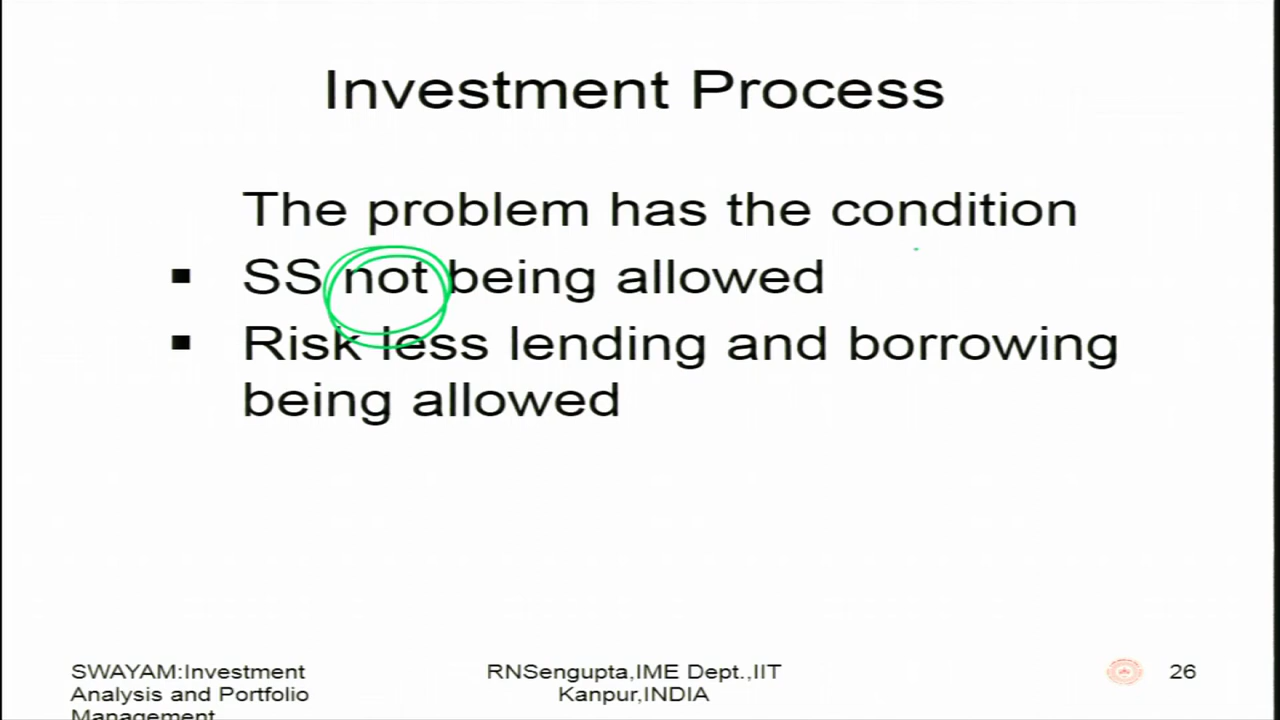 Investment Process
The problem has the condition
▪ SS not being allowed
▪ Risk less lending and borrowing
being allowed
SWAYAM:Investment
Analysis and Portfolio
Management
RNSengupta,IME Dept.,IIT
Kanpur,INDIA
26